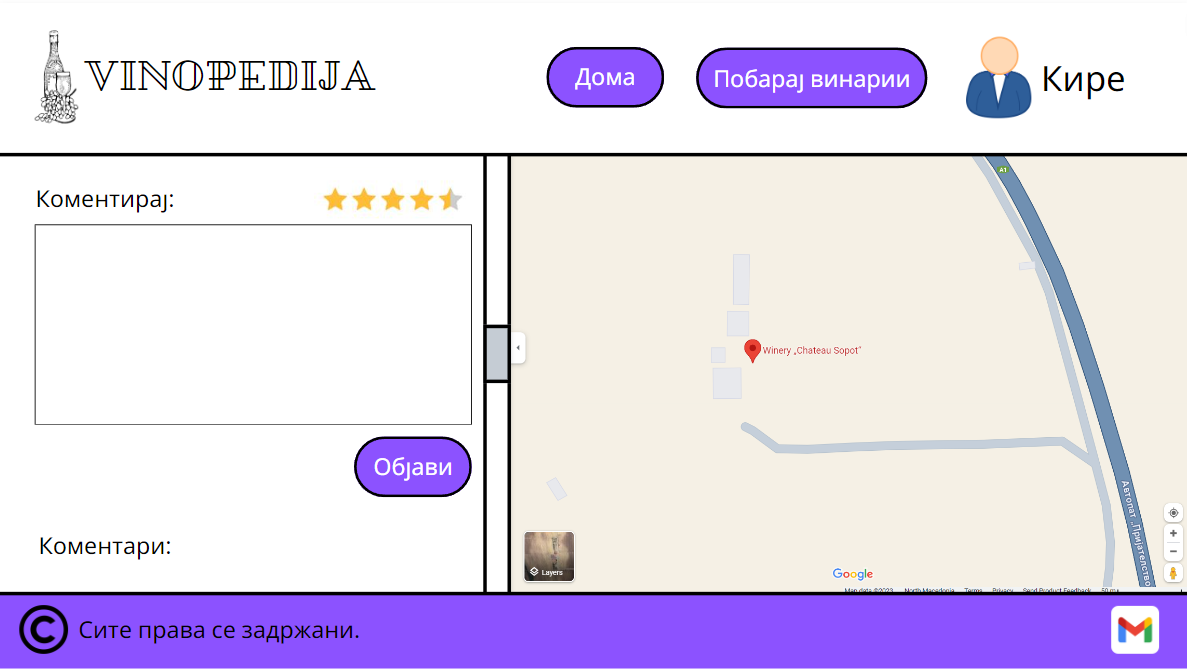 VINOPEDIJA
Дома
Побарај винарии
Кире
Коментирај:
Објави
Коментари:
A1
Winery „Chateau Sopot“
Автопат „Пријателство
Layers
Google
Map data ©2023 North Macedonia Terms Privacy Send Product Feedback 50 m
Сите права се задржани.